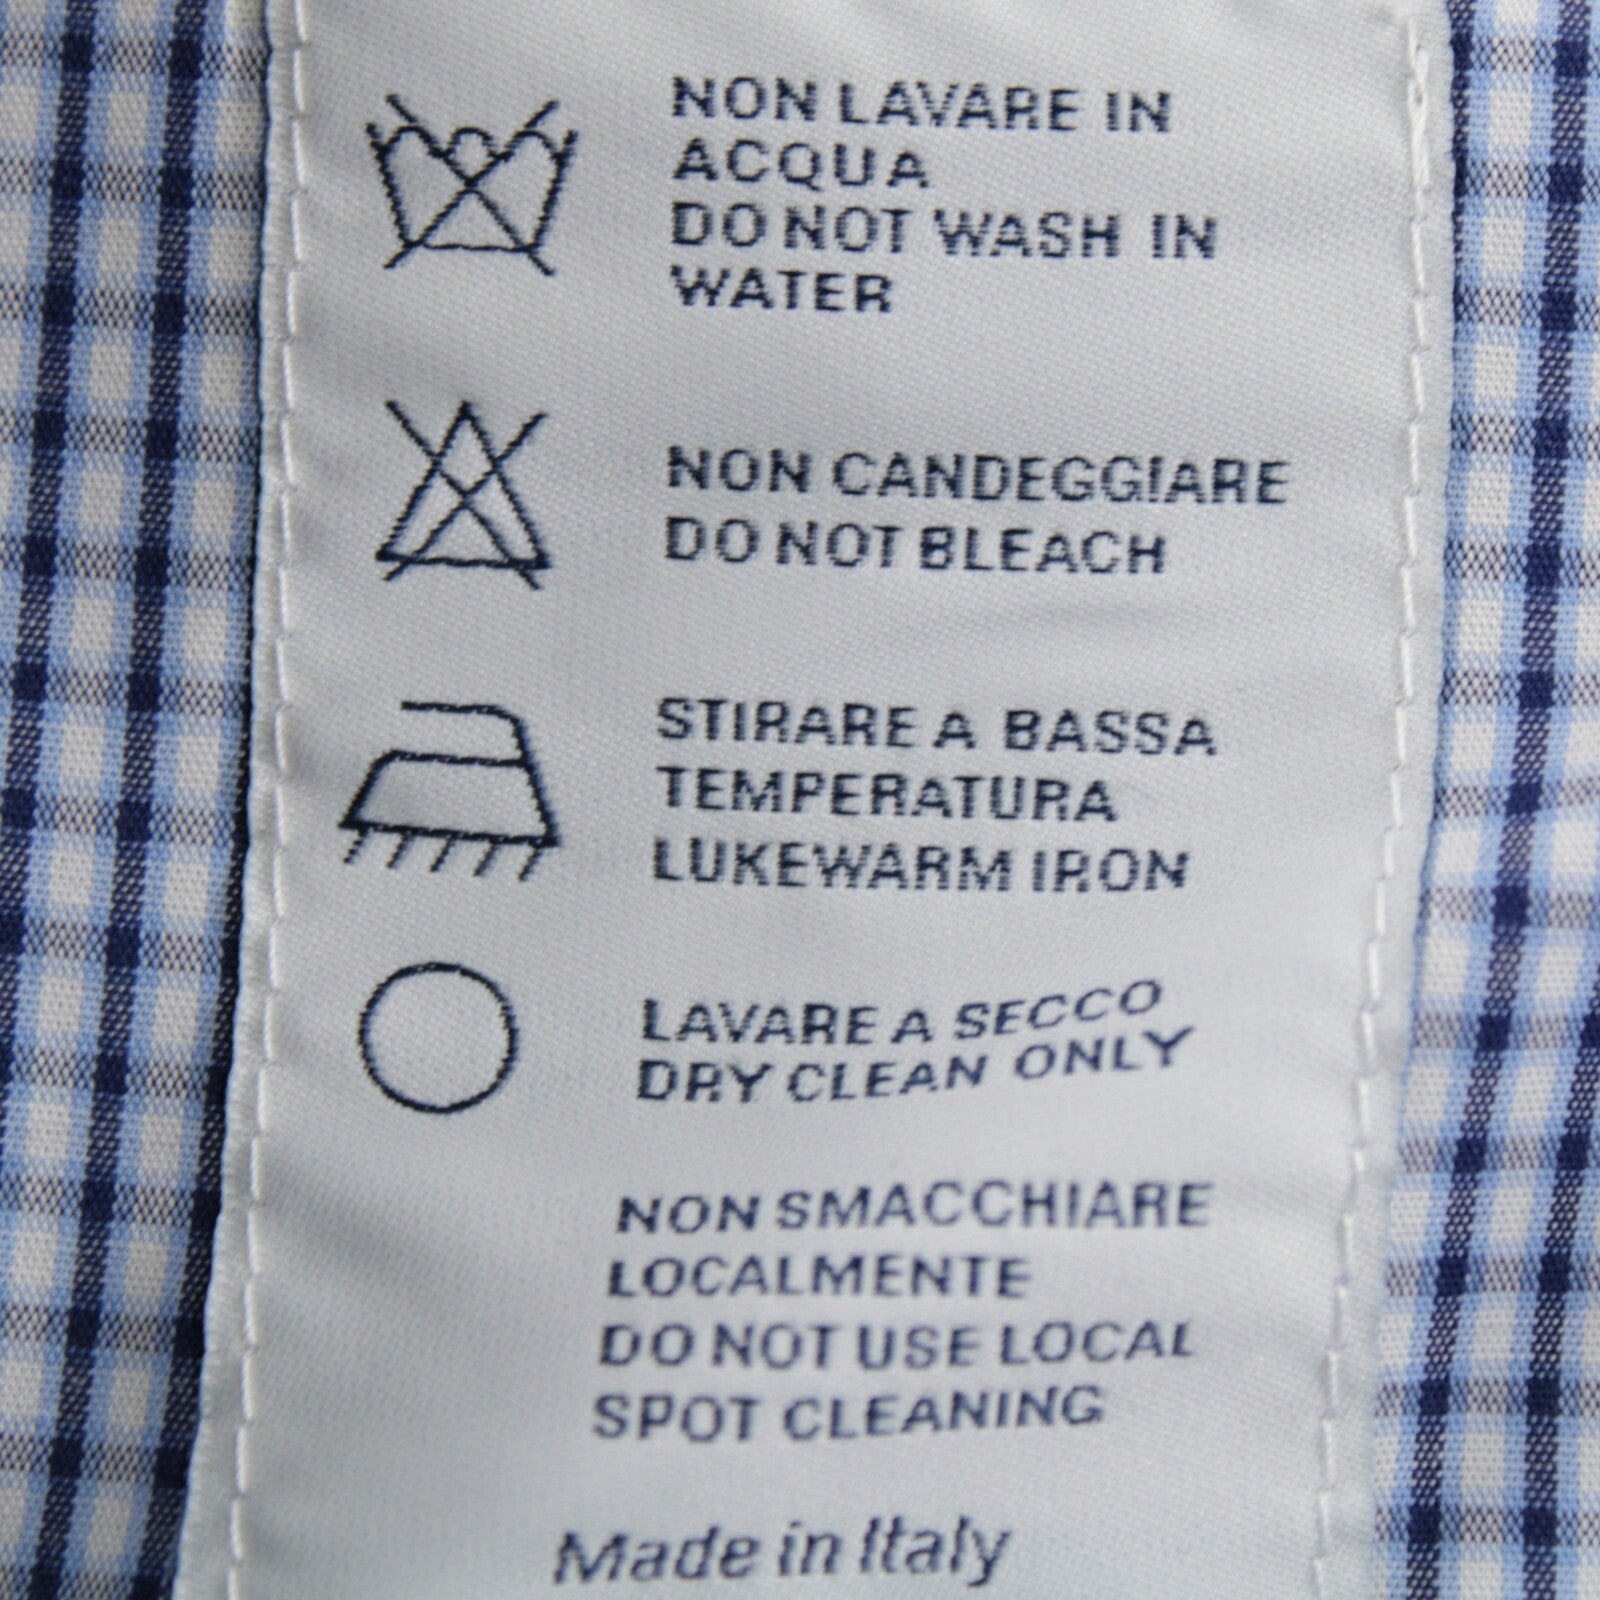 NON LAVARE IN
ACQUA
DO NOT WASH IN
WATER
NON CANDEGGIARE
DO NOT BLEACH
STIRARE A BASSA
TEMPERATURA
LUKEWARM IRON
LAVARE A SECCO
DRY CLEAN ONLY
NON SMACCHIARE
LOCALMENTE
DO NOT USE LOCAL
SPOT CLEANING
Made in Italy